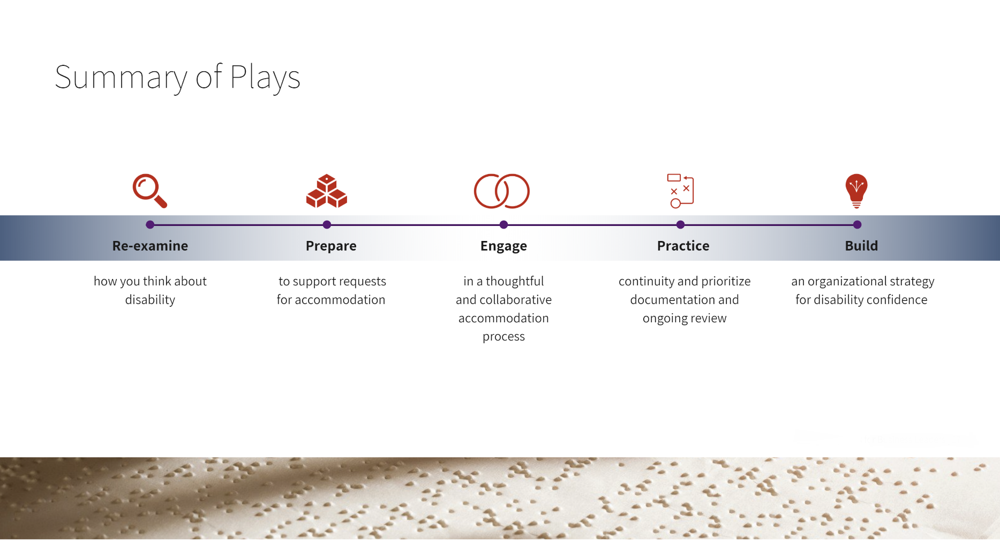 Summary of Plays
Re-examine
how you think about
disability
Prepare
to support requests
for accommodation
Engage
in a thoughtful
and collaborative
accommodation
process
Practice
continuity and prioritize
documentation and
ongoing review
Build
an organizational strategy
for disability confidence